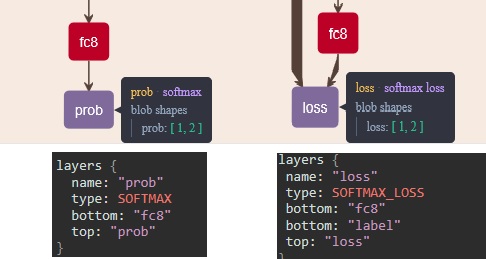 fc8
prob
prob · softmax
blob shapes
prob: [ 1, 2 ]
fc8
loss
loss · softmax loss
blob shapes
loss: [ 1, 2 ]
layers {
name: "prob"
type: SOFTMAX
bottom: "fc8"
top: "prob"
}
layers {
name: "loss"
type: SOFTMAX_LOSS
bottom: "fc8"
bottom: "label"
top: "loss"
}